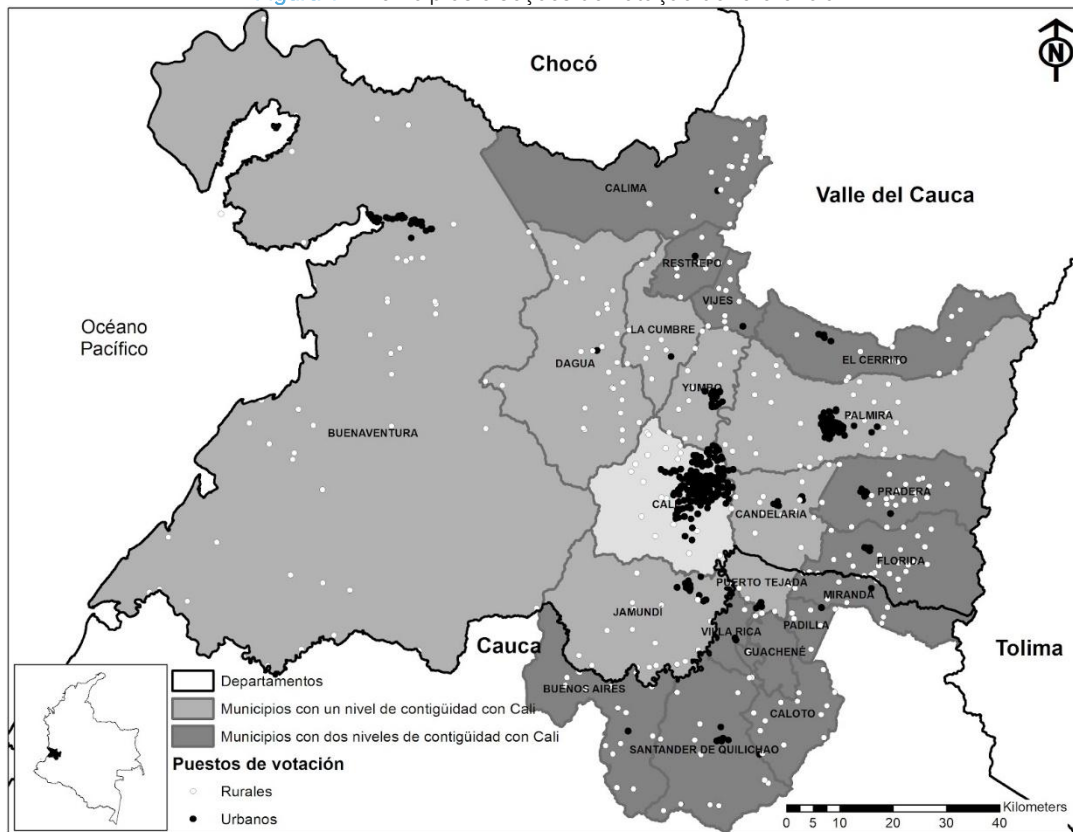 Chocó
N
CALIMA
Valle del Cauca
RESTREPO
VIJES
Océano
Pacífico
LA CUMBRE
EL CERRITO
DAGUA
YUMBO
PALMIRA
BUENAVENTURA
PRADERA
CANDELARIA
FLORIDA
PUERTO TEJADA
JAMUNDÍ
MIRANDA
PADILLA
VILLA RICA
Cauca
GUACHENÉ
Tolima
Departamentos
BUENOS AIRES
Municipios con un nivel de contigüidad con Cali
CALOTO
Municipios con dos niveles de contigüidad con Cali
SANTANDER DE QUILICHAO
Puestos de votación
Rurales
Urbanos
Kilometers
0 5 10 20 30 40